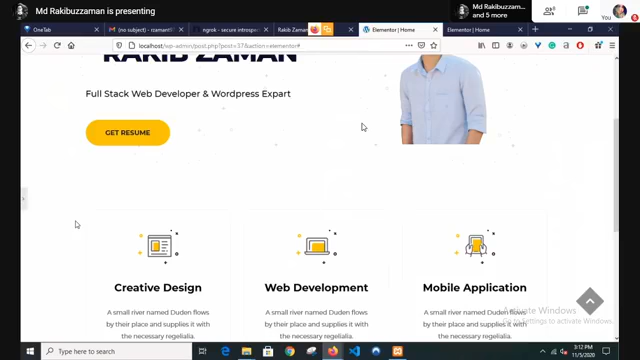 Md Rakibuzzaman is presenting
Md Rakibuzzam...
and 5 more
You
OneTab
(no subject) - rzamant
ngrok - secure introsp
Rakib Zaman
Elementor | Home
Elementor | Home
localhost/wp-admin/post.php?post=37&action=elementor#
RAKIB ZAMAN
Full Stack Web Developer & Wordpress Expart
GET RESUME
Creative Design
Web Development
Mobile Application
A small river named Duden flows
by their place and supplies it with
the necessary regelialia.
A small river named Duden flows
by their place and supplies it with
the necessary regelialia.
A small river named Duden flows
by their place and supplies it with
the necessary regelialia.
Activate Windows
Go to Settings to activate Windows.
Type here to search
3:12 PM
11/5/2020